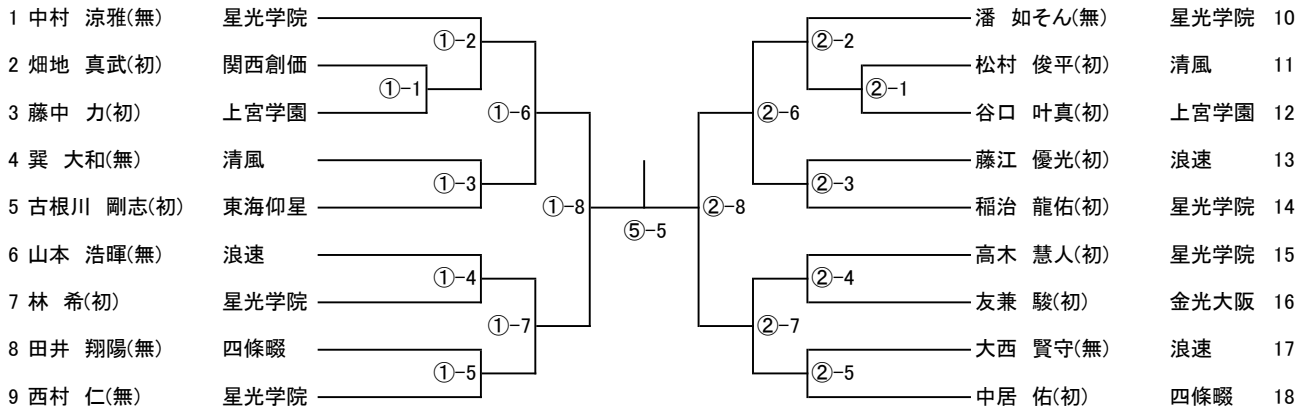 1 中村 涼雅(無) 星光学院
2 畑地 真武(初) 関西創価
3 藤中 力(初) 上宮学園
4 巽 大和(無) 清風
5 古根川 剛志(初) 東海仰星
6 山本 浩暉(無) 浪速
7 林 希(初) 星光学院
8 田井 翔陽(無) 四條畷
9 西村 仁(無) 星光学院
①-2
①-1
①-6
①-3
①-8
①-4
①-7
①-5
⑤-5
②-2
②-1
②-6
②-3
②-8
②-4
②-7
②-5
潘 如そん(無) 星光学院 10
松村 俊平(初) 清風 11
谷口 叶真(初) 上宮学園 12
藤江 優光(初) 浪速 13
稲治 龍佑(初) 星光学院 14
高木 慧人(初) 星光学院 15
友兼 駿(初) 金光大阪 16
大西 賢守(無) 浪速 17
中居 佑(初) 四條畷 18